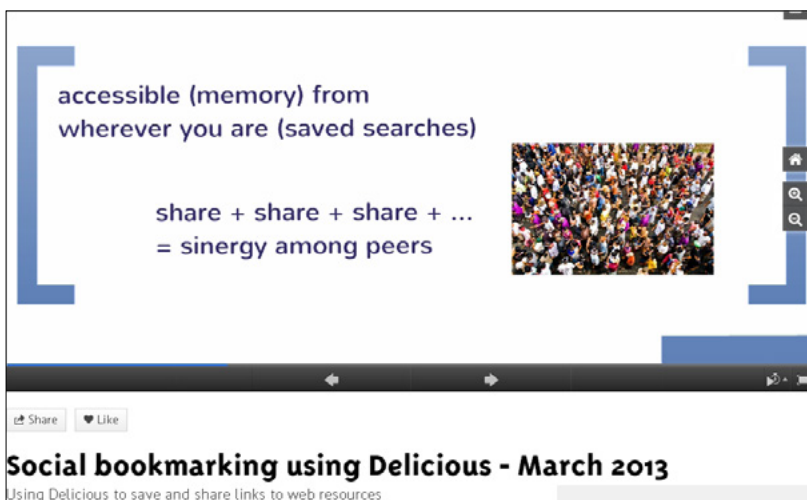 accessible (memory) from
wherever you are (saved searches)
share + share + share + ...
= sinergy among peers
Share
Like
Social bookmarking using Delicious - March 2013
Using Delicious to save and share links to web resources